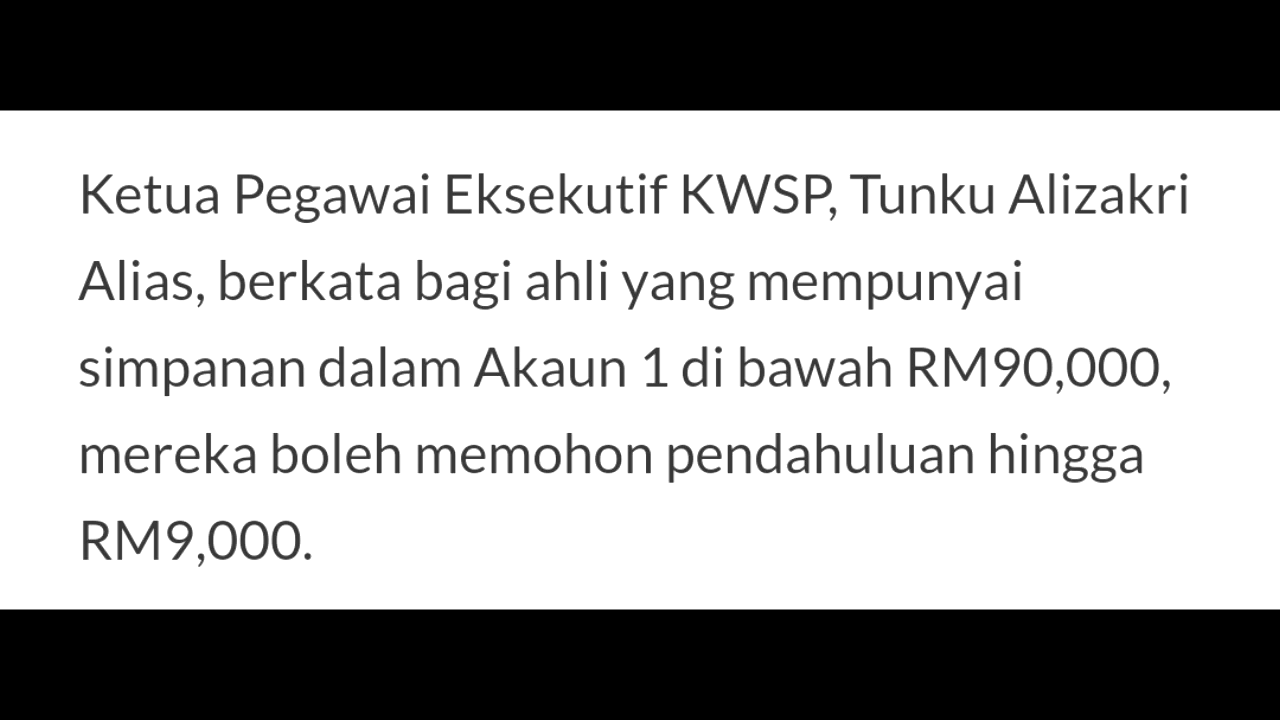 Ketua Pegawai Eksekutif KWSP, Tunku Alizakri
Alias, berkata bagi ahli yang mempunyai
simpanan dalam Akaun 1 di bawah RM90,000,
mereka boleh memohon pendahuluan hingga
RM9,000.